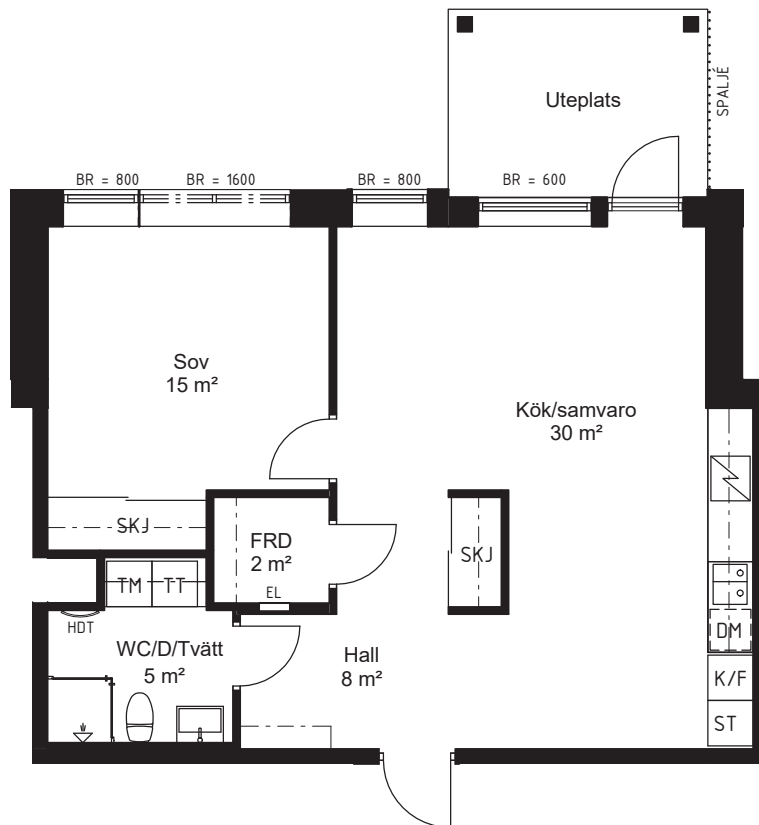 Uteplats
SPALJÉ
BR = 800
BR = 1600
BR = 800
BR = 600
Sov
15 m²
Kök/samvaro
30 m²
SKJ
FRD
2 m²
SKJ
EL
TM
TT
HDT
WC/D/Tvätt
5 m²
Hall
8 m²
DM
K/F
ST